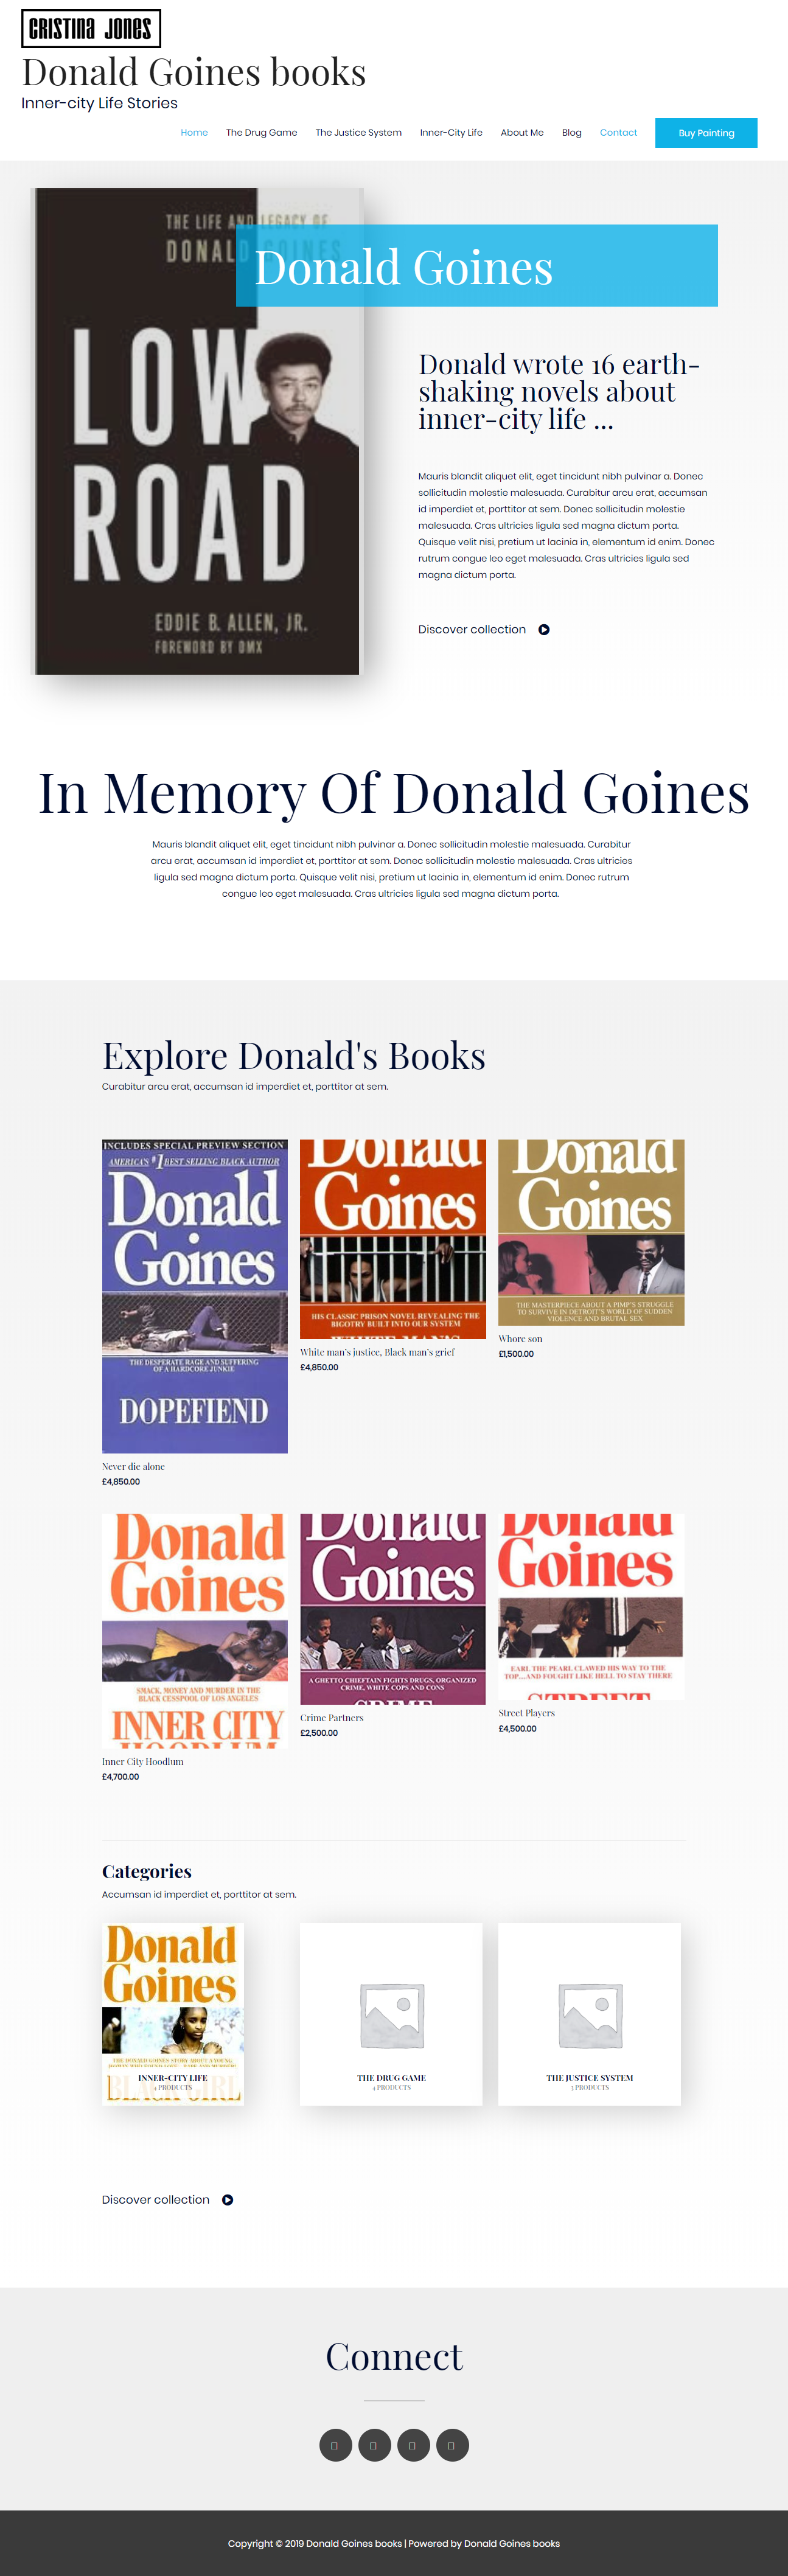 CRISTINA JONES
Donald Goines books
Inner-city Life Stories
Home The Drug Game The Justice System Inner-City Life About Me Blog Contact Buy Painting
THE LIFE AND LEGACY OF
DONALD GOINES
Donald Goines
LOW
ROAD
EDDIE B. ALLEN, JR.
FOREWORD BY DMX
Donald wrote 16 earth-
shaking novels about
inner-city life ...
Mauris blandit aliquet elit, eget tincidunt nibh pulvinar a. Donec
sollicitudin molestie malesuada. Curabitur arcu erat, accumsan
id imperdiet et, porttitor at sem. Donec sollicitudin molestie
malesuada. Cras ultricies ligula sed magna dictum porta.
Quisque velit nisi, pretium ut lacinia in, elementum id enim. Donec
rutrum congue leo eget malesuada. Cras ultricies ligula sed
magna dictum porta.
Discover collection
In Memory Of Donald Goines
Mauris blandit aliquet elit, eget tincidunt nibh pulvinar a. Donec sollicitudin molestie malesuada. Curabitur
arcu erat, accumsan id imperdiet et, porttitor at sem. Donec sollicitudin molestie malesuada. Cras ultricies
ligula sed magna dictum porta. Quisque velit nisi, pretium ut lacinia in, elementum id enim. Donec rutrum
congue leo eget malesuada. Cras ultricies ligula sed magna dictum porta.
Explore Donald's Books
Curabitur arcu erat, accumsan id imperdiet et, porttitor at sem.
INCLUDES SPECIAL PREVIEW SECTION
AMERICA'S #1 BEST SELLING BLACK AUTHOR
Donald
Goines
THE DESPERATE RAGE AND SUFFERING
OF A HARDCORE JUNKIE
DOPEFIEND
Never die alone
£4,850.00
Donald
Goines
HIS CLASSIC PRISON NOVEL REVEALING THE
BIGOTRY BUILT INTO OUR SYSTEM
WHITE MAN'S
White man's justice, Black man's grief
£4,850.00
Donald
Goines
THE MASTERPIECE ABOUT A PIMP'S STRUGGLE
TO SURVIVE IN DETROIT'S WORLD OF SUDDEN
VIOLENCE AND BRUTAL SEX
Whore son
£1,500.00
Donald
Goines
SMACK, MONEY AND MURDER IN THE
BLACK CESSPOOL OF LOS ANGELES
INNER CITY
HOODLUM
Inner City Hoodlum
£4,700.00
Donald
Goines
A GHETTO CHIEFTAIN FIGHTS DRUGS, ORGANIZED
CRIME, WHITE COPS AND CONS
CRIME
Crime Partners
£2,500.00
Donald
Goines
EARL THE PEARL CLAWED HIS WAY TO THE
TOP...AND FOUGHT LIKE HELL TO STAY THERE
STREET
Street Players
£4,500.00
Categories
Accumsan id imperdiet et, porttitor at sem.
Donald
Goines
THE DONALD GOINES STORY ABOUT A YOUNG
BLACK GIRL
INNER-CITY LIFE
4 PRODUCTS
THE DRUG GAME
4 PRODUCTS
THE JUSTICE SYSTEM
3 PRODUCTS
Discover collection
Connect
Copyright © 2019 Donald Goines books | Powered by Donald Goines books